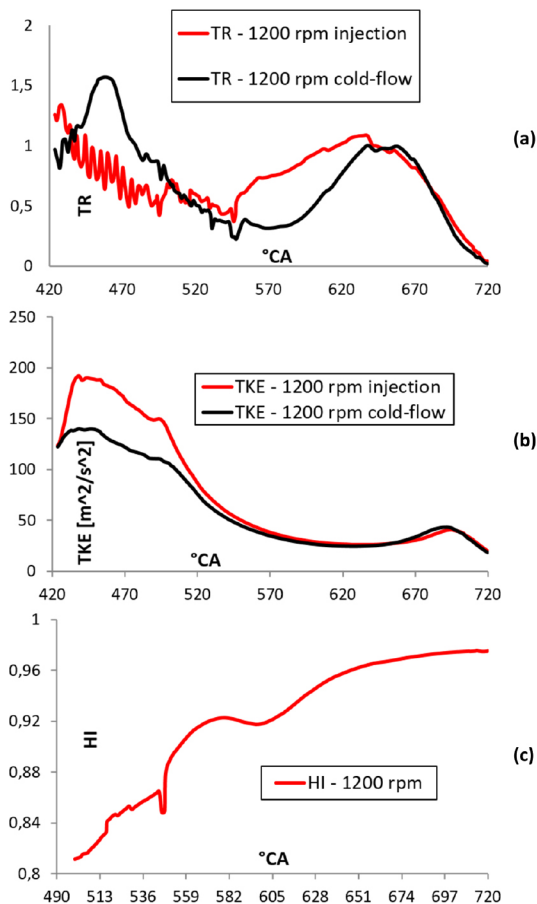 TR - 1200 rpm injection
TR - 1200 rpm cold-flow
2
1,5
1
0,5
0
TR
°CA
420 470 520 570 620 670 720
(a)
250
200
150
100
50
0
TKE - 1200 rpm injection
TKE - 1200 rpm cold-flow
TKE [m^2/s^2]
°CA
420 470 520 570 620 670 720
(b)
1
0,96
0,92
0,88
0,84
0,8
HI
HI - 1200 rpm
°CA
490 513 536 559 582 605 628 651 674 697 720
(c)